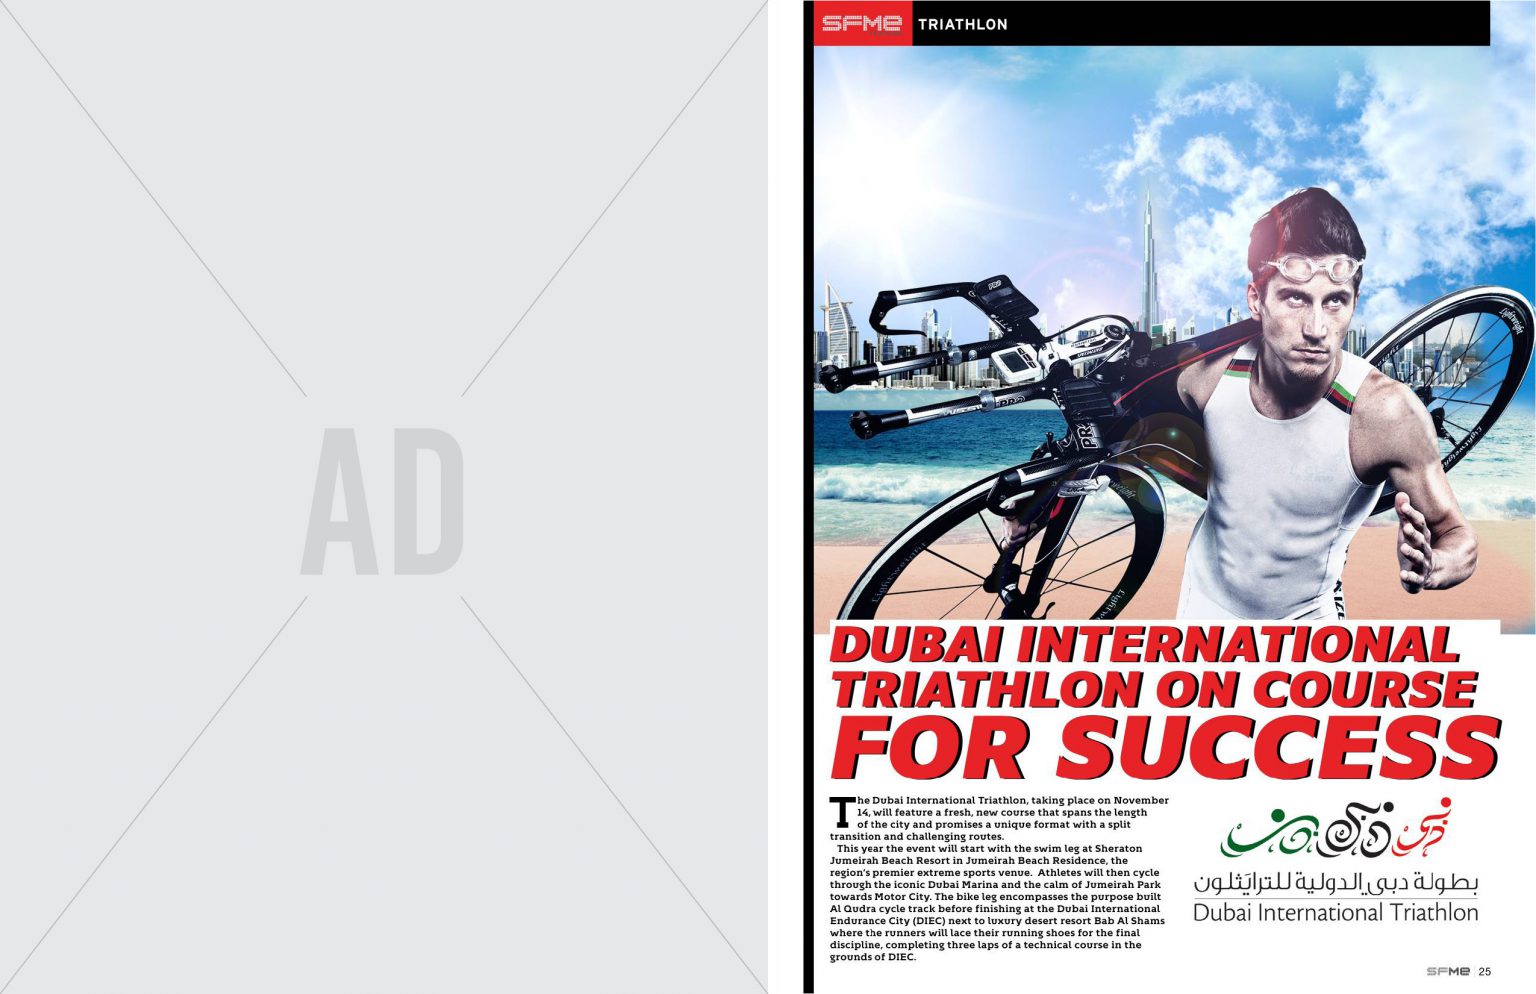 AD
SFMe TRIATHLON
PRO
PRO
PRO
Lightweight
Lightweight
Lightweight
Lightweight
DUBAI INTERNATIONAL
TRIATHLON ON COURSE
FOR SUCCESS
The Dubai International Triathlon, taking place on November
14, will feature a fresh, new course that spans the length
of the city and promises a unique format with a split
transition and challenging routes.
This year the event will start with the swim leg at Sheraton
Jumeirah Beach Resort in Jumeirah Beach Residence, the
region's premier extreme sports venue. Athletes will then cycle
through the iconic Dubai Marina and the calm of Jumeirah Park
towards Motor City. The bike leg encompasses the purpose built
Al Qudra cycle track before finishing at the Dubai International
Endurance City (DIEC) next to luxury desert resort Bab Al Shams
where the runners will lace their running shoes for the final
discipline, completing three laps of a technical course in the
grounds of DIEC.
بطولة دبي الدولية للترايثلون
Dubai International Triathlon
SFMe | 25